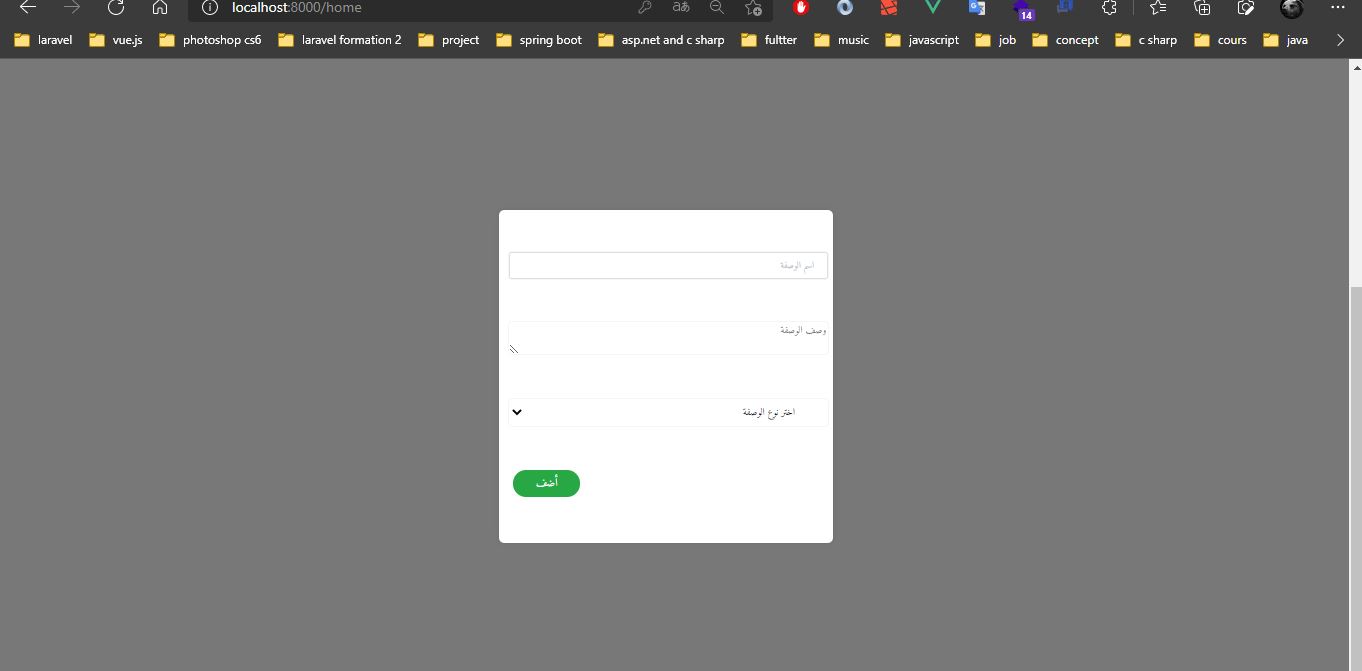 localhost:8000/home
14
laravel vue.js photoshop cs6 laravel formation 2 project spring boot asp.net and c sharp fultter music javascript job concept c sharp cours java
اسم الوصفة
وصف الوصفة
اختر نوع الوصفة
أضف